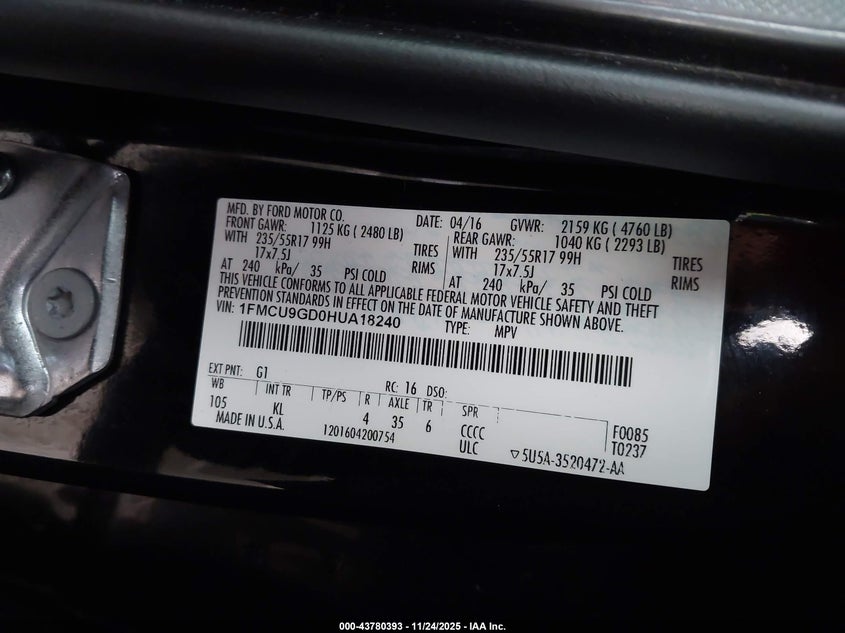 MFD. BY FORD MOTOR CO. DATE: 04/16 GVWR: 2159 KG ( 4760 LB)
FRONT GAWR: 1125 KG ( 2480 LB) REAR GAWR: 1040 KG ( 2293 LB)
WITH 235/55R17 99H TIRES WITH 235/55R17 99H TIRES
17x7.5J RIMS 17x7.5J RIMS
AT 240 kPa/ 35 PSI COLD AT 240 kPa/ 35 PSI COLD
THIS VEHICLE CONFORMS TO ALL APPLICABLE FEDERAL MOTOR VEHICLE SAFETY AND THEFT
PREVENTION STANDARDS IN EFFECT ON THE DATE OF MANUFACTURE SHOWN ABOVE.
VIN: 1FMCU9GD0HUA18240 TYPE: MPV
EXT PNT: G1 RC: 16 DSO:
WB INT TR TP/PS R AXLE TR SPR
105 KL 4 35 6 CCCC F0085
MADE IN U.S.A. 1201604200754 ULC T0237
▽5U5A-3520472-AA
000-43780393 - 11/24/2025 - IAA Inc.